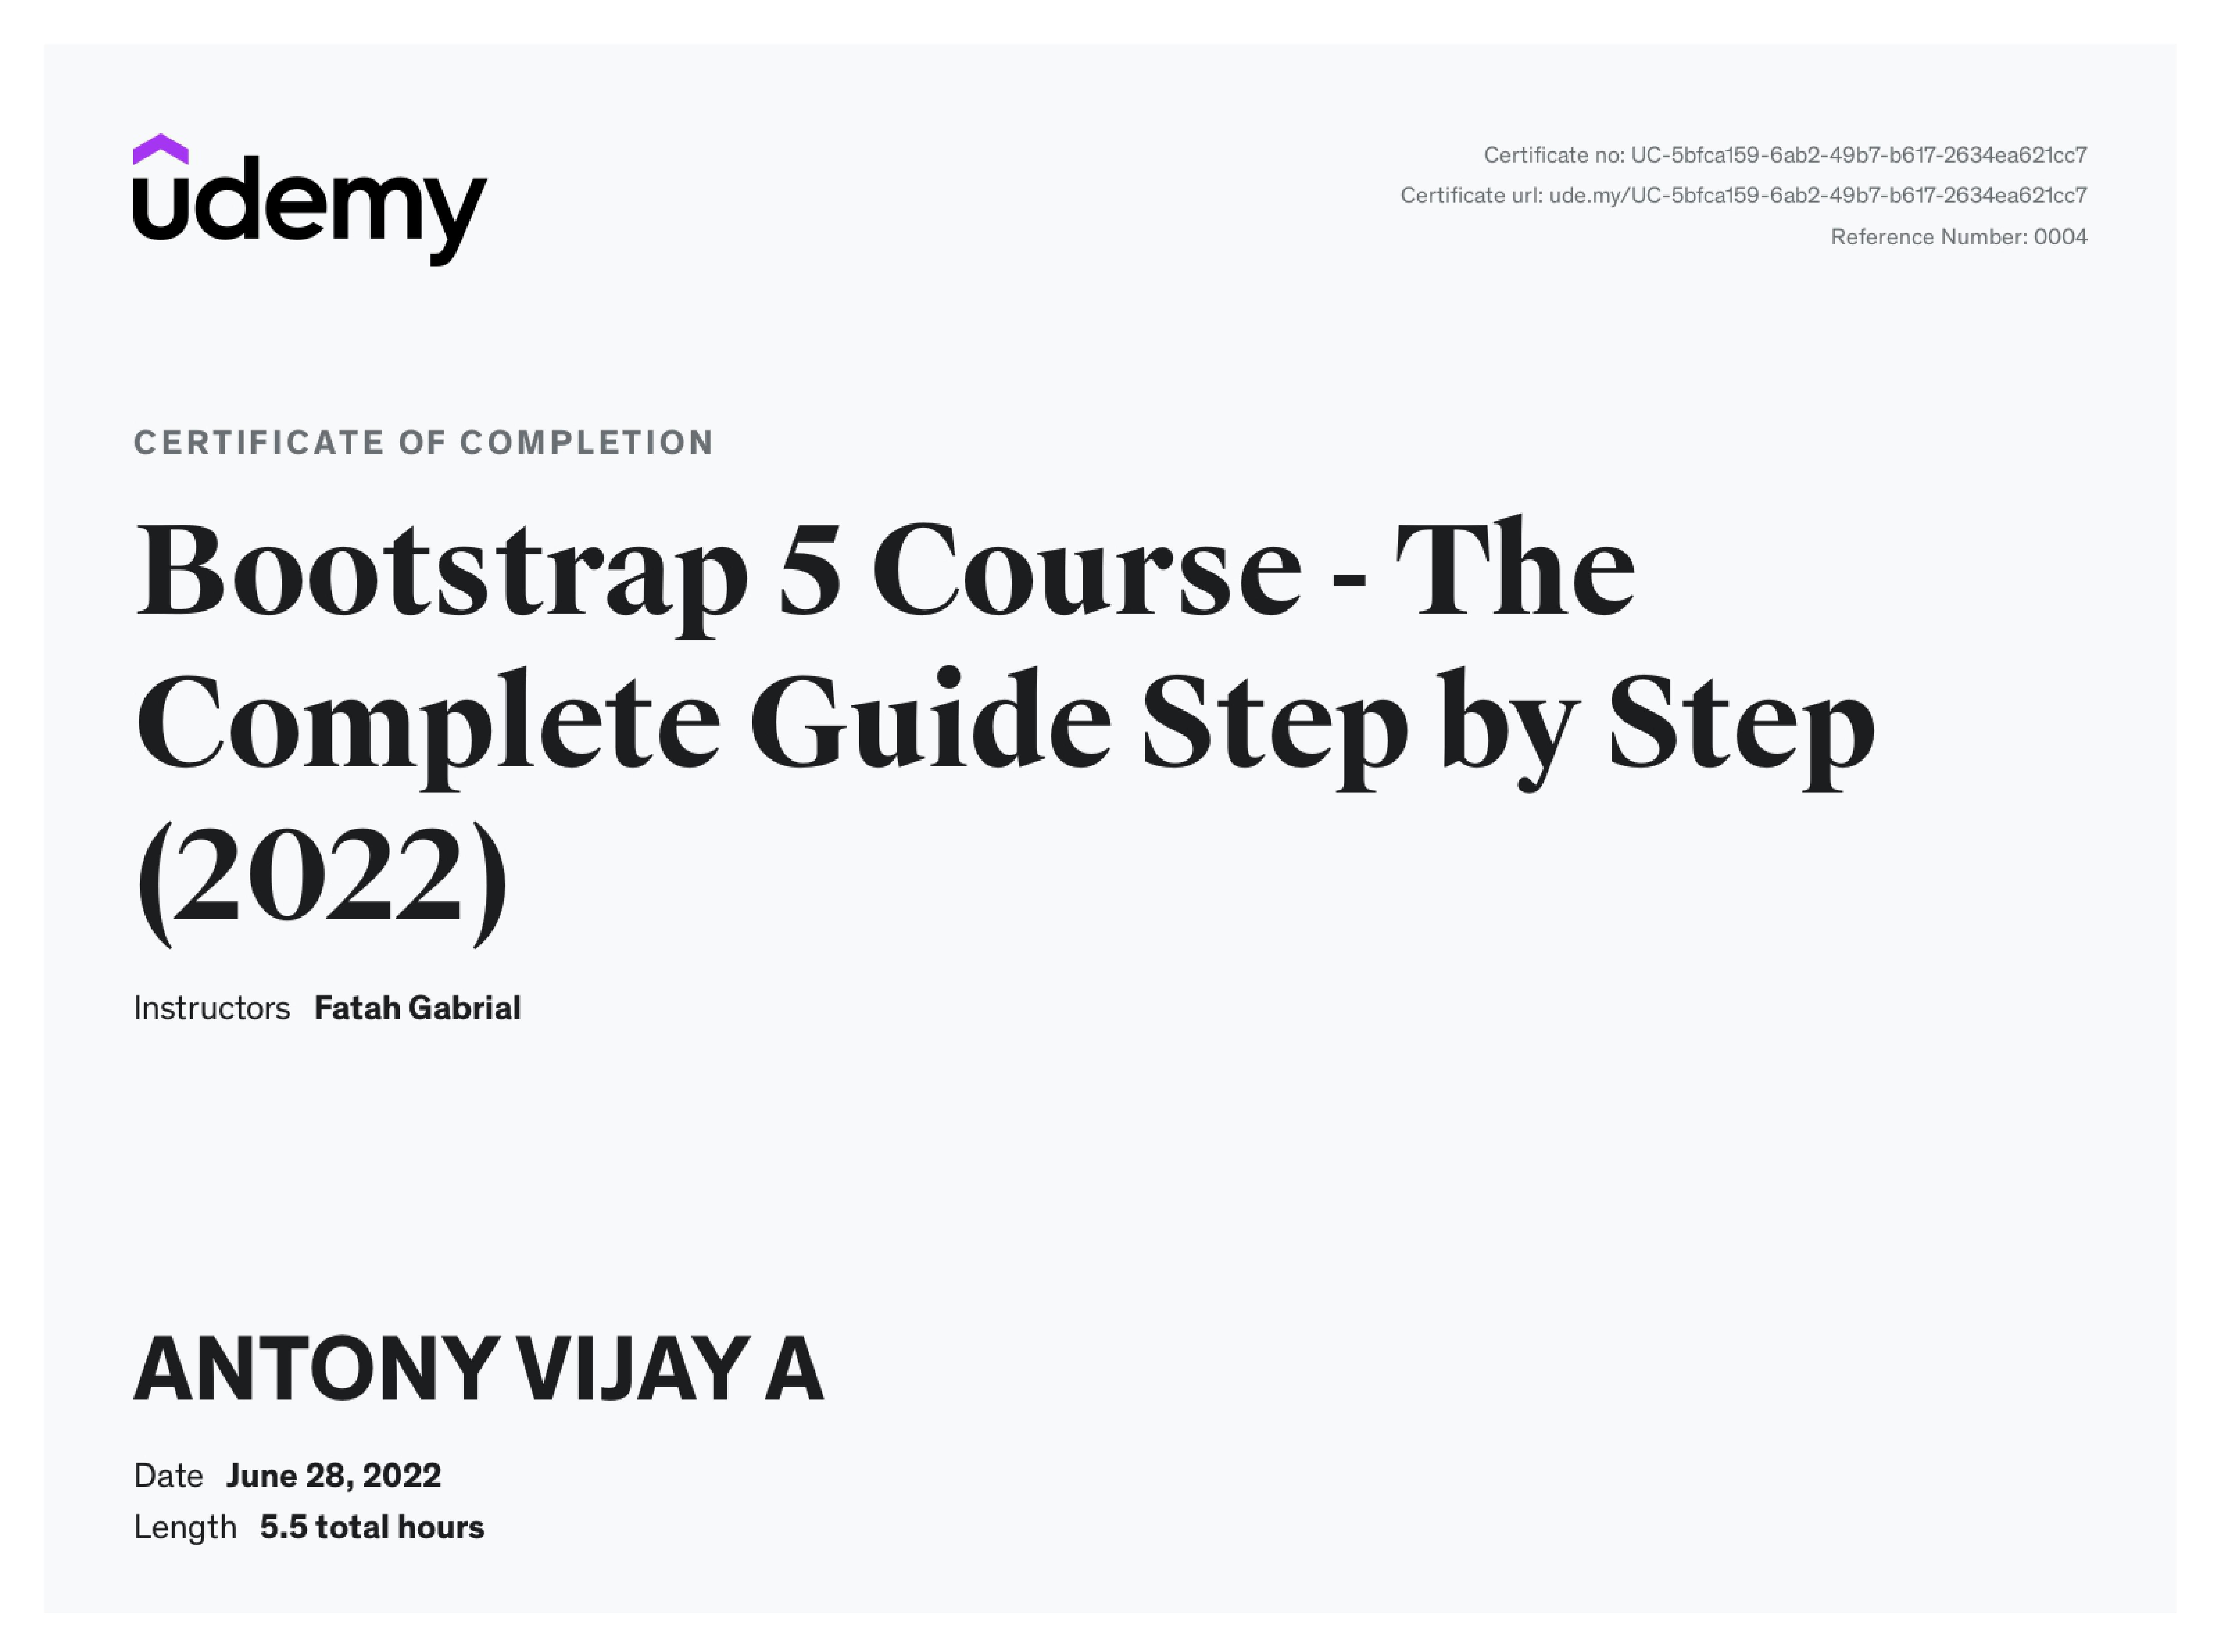 udemy
Certificate no: UC-5bfca159-6ab2-49b7-b617-2634ea621cc7
Certificate url: ude.my/UC-5bfca159-6ab2-49b7-b617-2634ea621cc7
Reference Number: 0004
CERTIFICATE OF COMPLETION
Bootstrap 5 Course - The
Complete Guide Step by Step
(2022)
Instructors Fatah Gabrial
ANTONY VIJAY A
Date June 28, 2022
Length 5.5 total hours